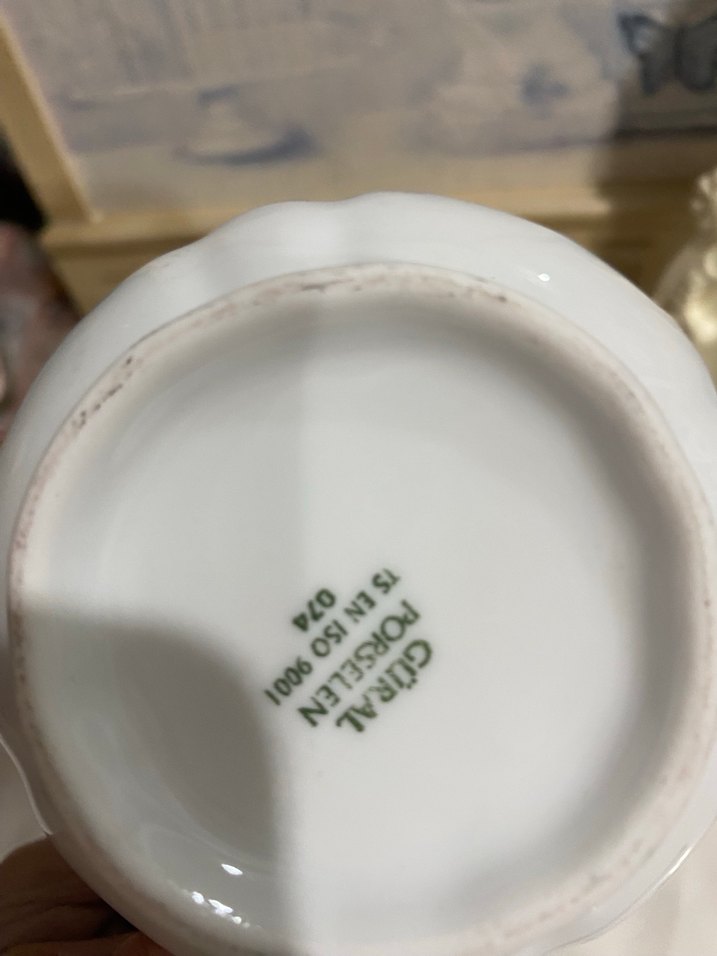 GÜRAL
PORSELEN
TS EN ISO 9001
074